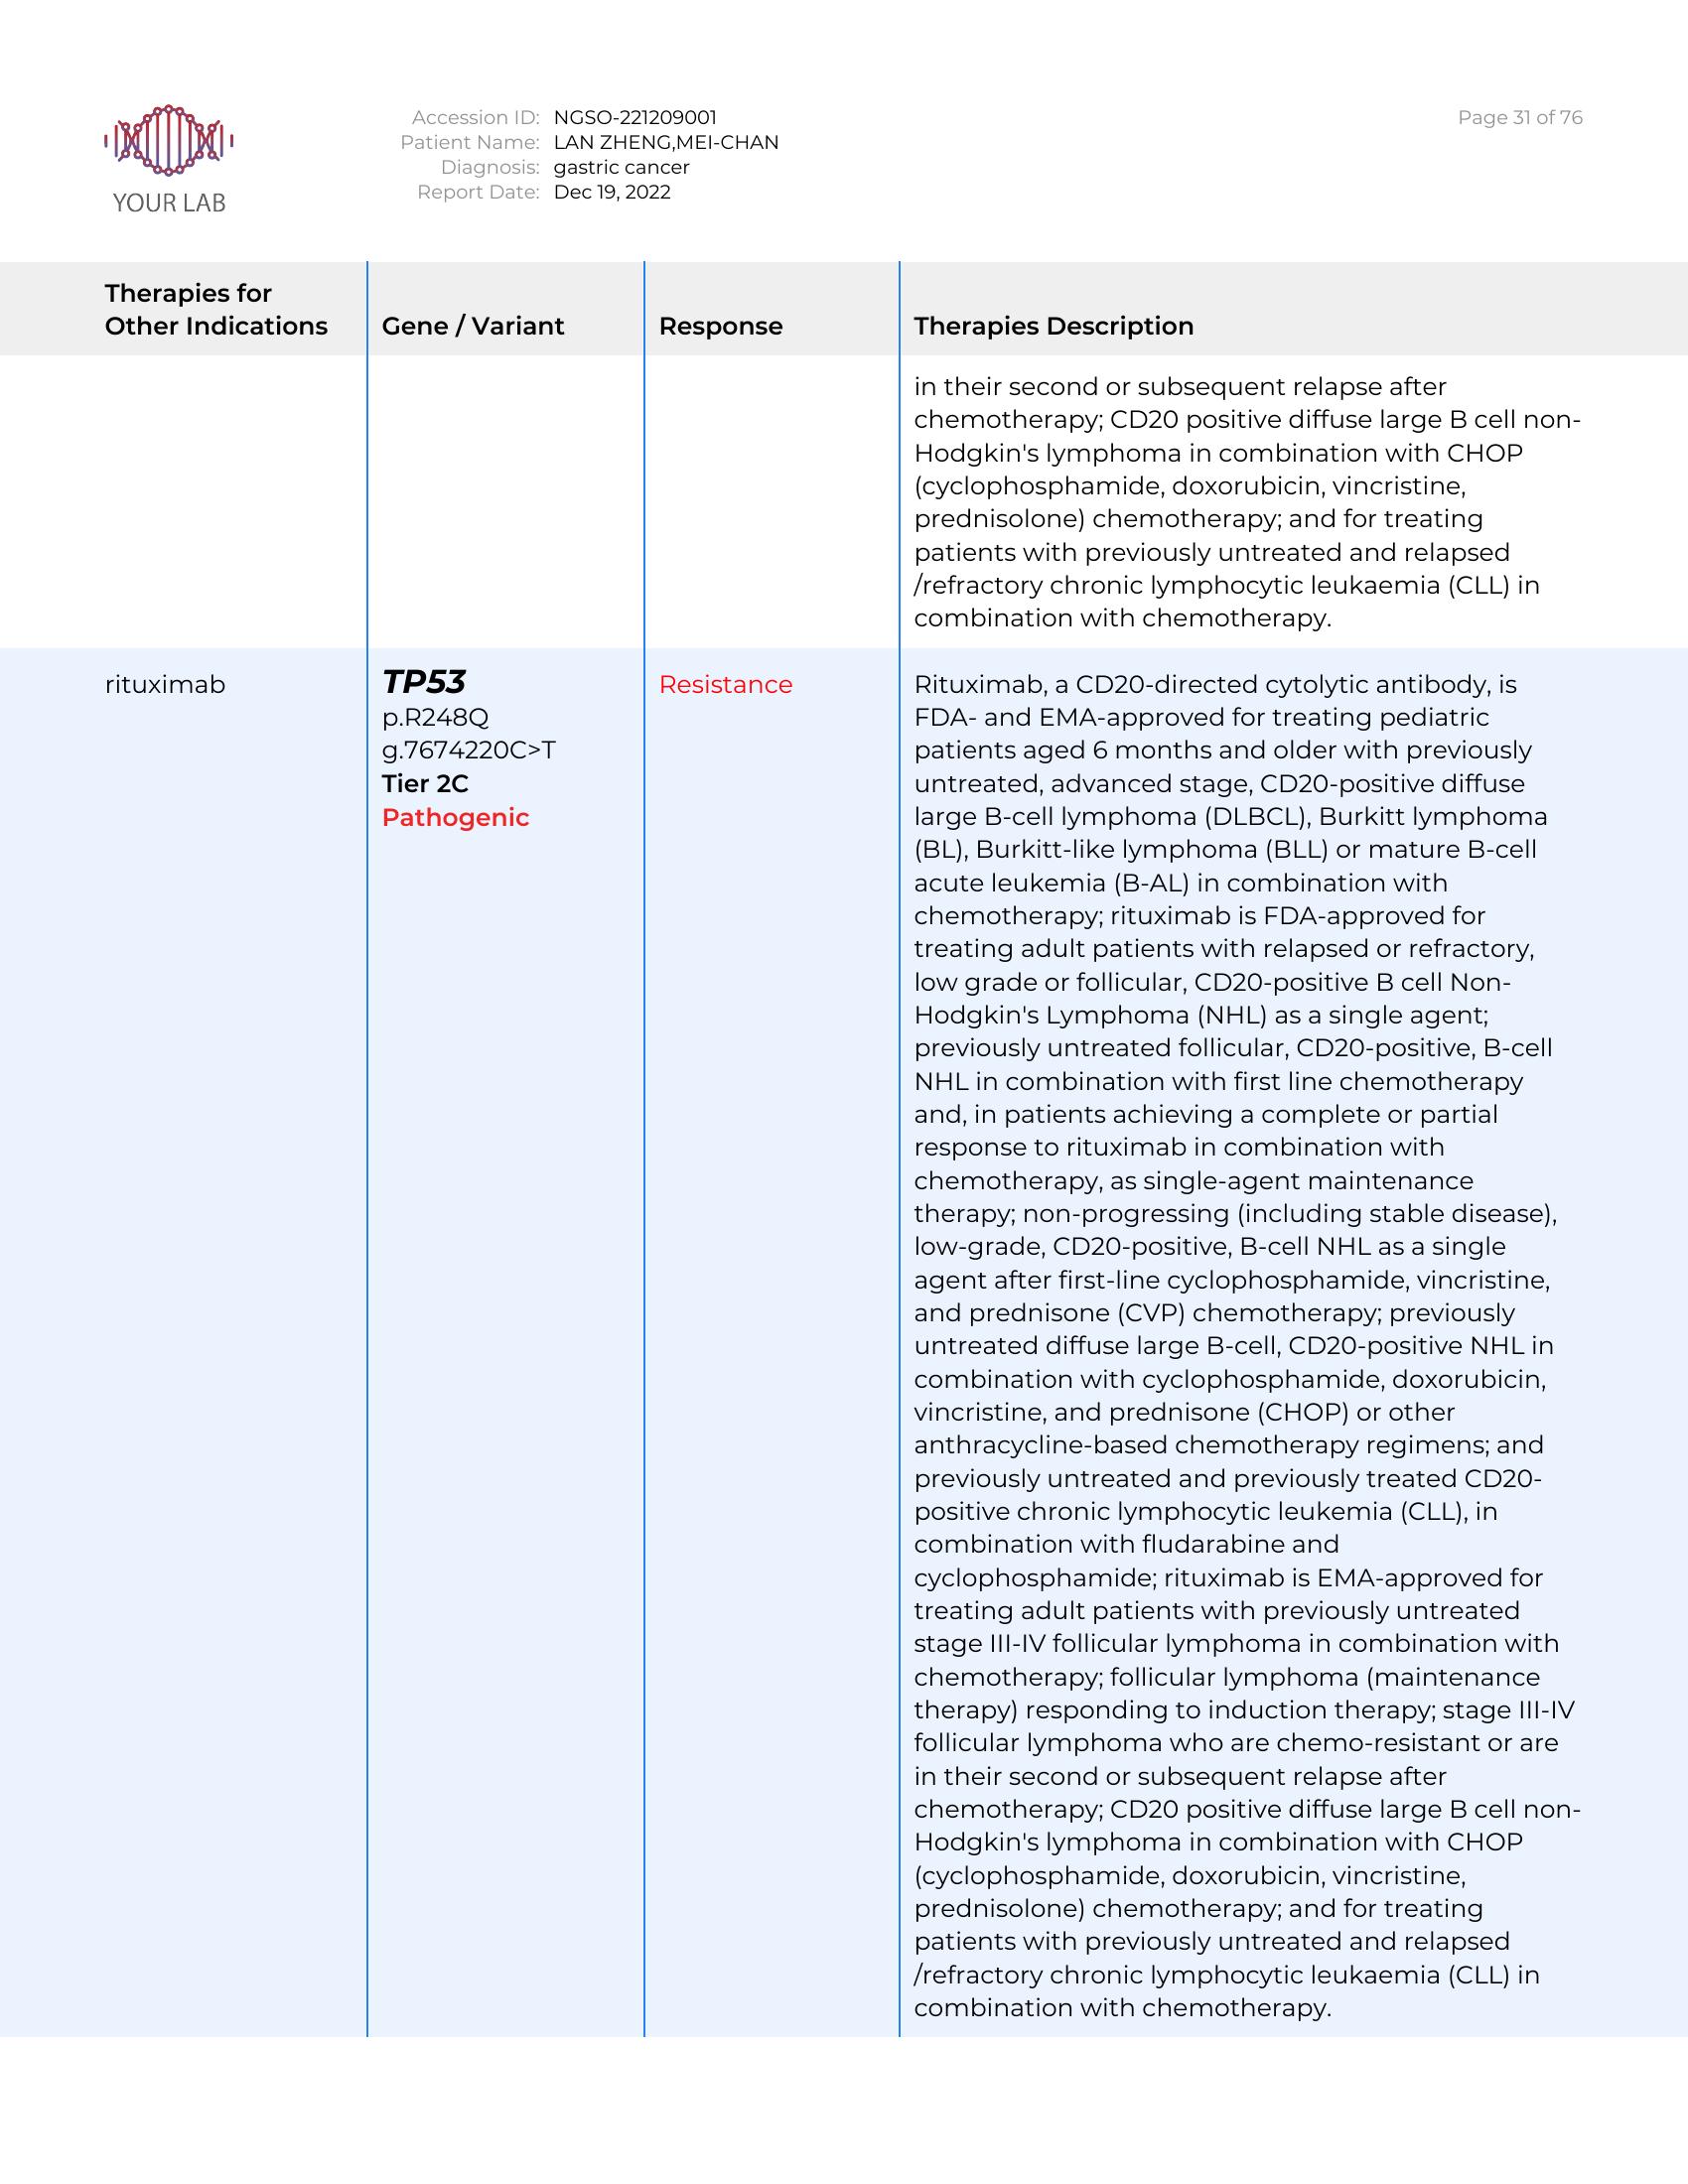 YOUR LAB
Accession ID: NGSO-221209001
Patient Name: LAN ZHENG,MEI-CHAN
Diagnosis: gastric cancer
Report Date: Dec 19, 2022
Page 31 of 76
Therapies for
Other Indications
Gene / Variant
Response
Therapies Description
in their second or subsequent relapse after
chemotherapy; CD20 positive diffuse large B cell non-
Hodgkin's lymphoma in combination with CHOP
(cyclophosphamide, doxorubicin, vincristine,
prednisolone) chemotherapy; and for treating
patients with previously untreated and relapsed
/refractory chronic lymphocytic leukaemia (CLL) in
combination with chemotherapy.
rituximab
TP53
p.R248Q
g.7674220C>T
Tier 2C
Pathogenic
Resistance
Rituximab, a CD20-directed cytolytic antibody, is
FDA- and EMA-approved for treating pediatric
patients aged 6 months and older with previously
untreated, advanced stage, CD20-positive diffuse
large B-cell lymphoma (DLBCL), Burkitt lymphoma
(BL), Burkitt-like lymphoma (BLL) or mature B-cell
acute leukemia (B-AL) in combination with
chemotherapy; rituximab is FDA-approved for
treating adult patients with relapsed or refractory,
low grade or follicular, CD20-positive B cell Non-
Hodgkin's Lymphoma (NHL) as a single agent;
previously untreated follicular, CD20-positive, B-cell
NHL in combination with first line chemotherapy
and, in patients achieving a complete or partial
response to rituximab in combination with
chemotherapy, as single-agent maintenance
therapy; non-progressing (including stable disease),
low-grade, CD20-positive, B-cell NHL as a single
agent after first-line cyclophosphamide, vincristine,
and prednisone (CVP) chemotherapy; previously
untreated diffuse large B-cell, CD20-positive NHL in
combination with cyclophosphamide, doxorubicin,
vincristine, and prednisone (CHOP) or other
anthracycline-based chemotherapy regimens; and
previously untreated and previously treated CD20-
positive chronic lymphocytic leukemia (CLL), in
combination with fludarabine and
cyclophosphamide; rituximab is EMA-approved for
treating adult patients with previously untreated
stage III-IV follicular lymphoma in combination with
chemotherapy; follicular lymphoma (maintenance
therapy) responding to induction therapy; stage III-IV
follicular lymphoma who are chemo-resistant or are
in their second or subsequent relapse after
chemotherapy; CD20 positive diffuse large B cell non-
Hodgkin's lymphoma in combination with CHOP
(cyclophosphamide, doxorubicin, vincristine,
prednisolone) chemotherapy; and for treating
patients with previously untreated and relapsed
/refractory chronic lymphocytic leukaemia (CLL) in
combination with chemotherapy.